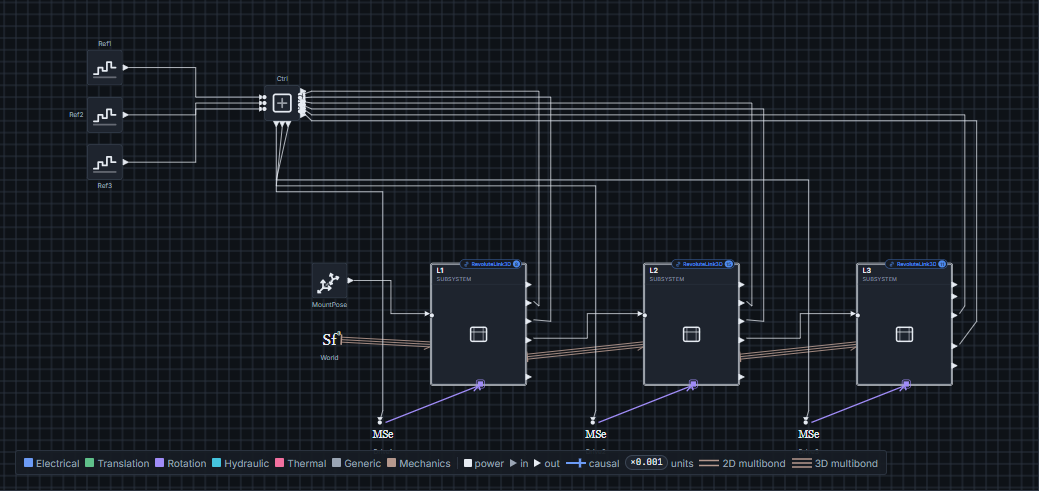 Ref1
Ctrl
Ref2
Ref3
RevoluteLink3D
L1
SUBSYSTEM
RevoluteLink3D
L2
SUBSYSTEM
RevoluteLink3D
L3
SUBSYSTEM
MountPose
Sf
World
MSe
MSe
MSe
Electrical Translation Rotation Hydraulic Thermal Generic Mechanics power in out causal ×0.001 units 2D multibond 3D multibond